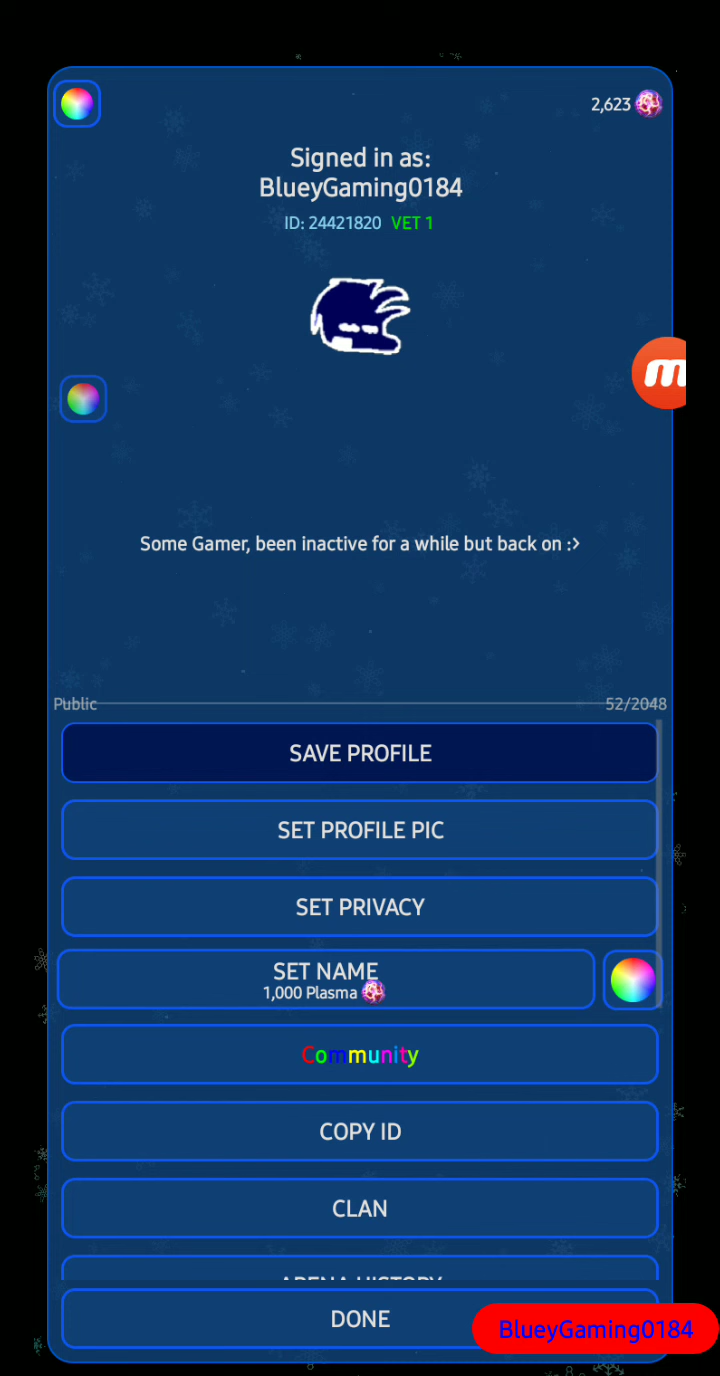 2,623
Signed in as:
BlueyGaming0184
ID: 24421820 VET 1
Some Gamer, been inactive for a while but back on :>
Public
52/2048
SAVE PROFILE
SET PROFILE PIC
SET PRIVACY
SET NAME
1,000 Plasma
Community
COPY ID
CLAN
ARENA HISTORY
DONE
BlueyGaming0184